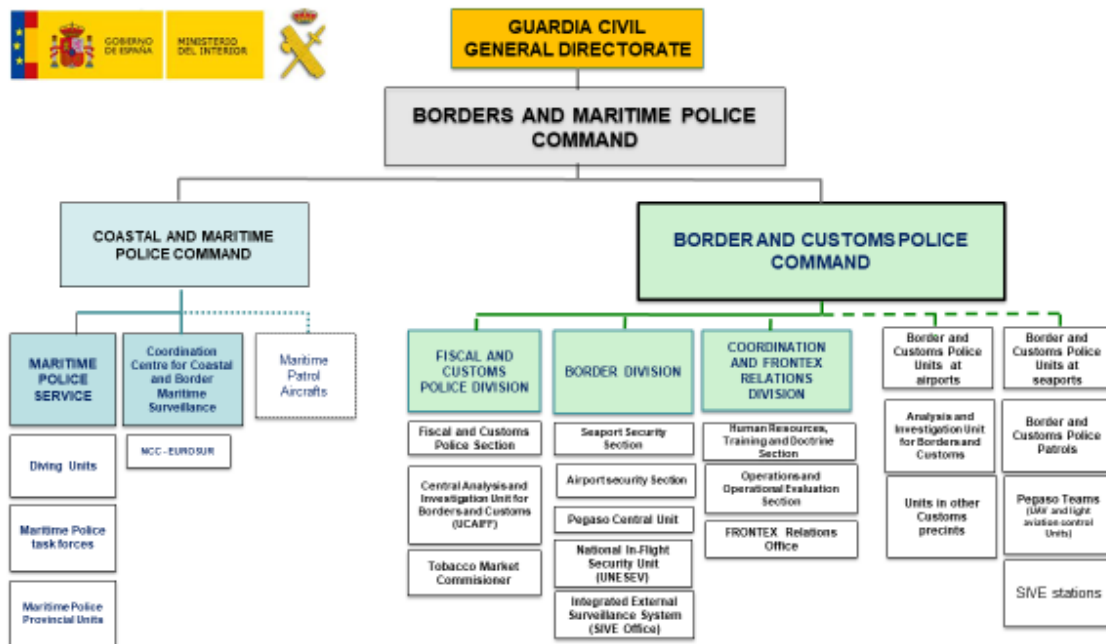 GOBIERNO
DE ESPAÑA
MINISTERIO
DEL INTERIOR
GUARDIA CIVIL
GENERAL DIRECTORATE
BORDERS AND MARITIME POLICE
COMMAND
COASTAL AND MARITIME
POLICE COMMAND
BORDER AND CUSTOMS POLICE
COMMAND
MARITIME
POLICE
SERVICE
Diving Units
Maritime Police
task forces
Maritime Police
Provincial Units
Coordination
Centre for Coastal
and Border
Maritime
Surveillance
NCC - EUROSUR
Maritime
Patrol
Aircrafts
FISCAL AND
CUSTOMS
POLICE DIVISION
Fiscal and Customs
Police Section
Central Analysis and
Investigation Unit for
Borders and Customs
(UCAIFF)
Tobacco Market
Commisioner
BORDER DIVISION
Seaport Security
Section
Airport security Section
Pegaso Central Unit
National In-Flight
Security Unit
(UNESEV)
Integrated External
Surveillance System
(SIVE Office)
COORDINATION
AND FRONTEX
RELATIONS
DIVISION
Human Resources,
Training and Doctrine
Section
Operations and
Operational Evaluation
Section
FRONTEX Relations
Office
Border and
Customs Police
Units at
airports
Analysis and
Investigation Unit
for Borders and
Customs
Units in other
Customs
precints
Border and
Customs Police
Units at
seaports
Border and
Customs Police
Patrols
Pegaso Teams
(UAV and light
aviation control
Units)
SIVE stations